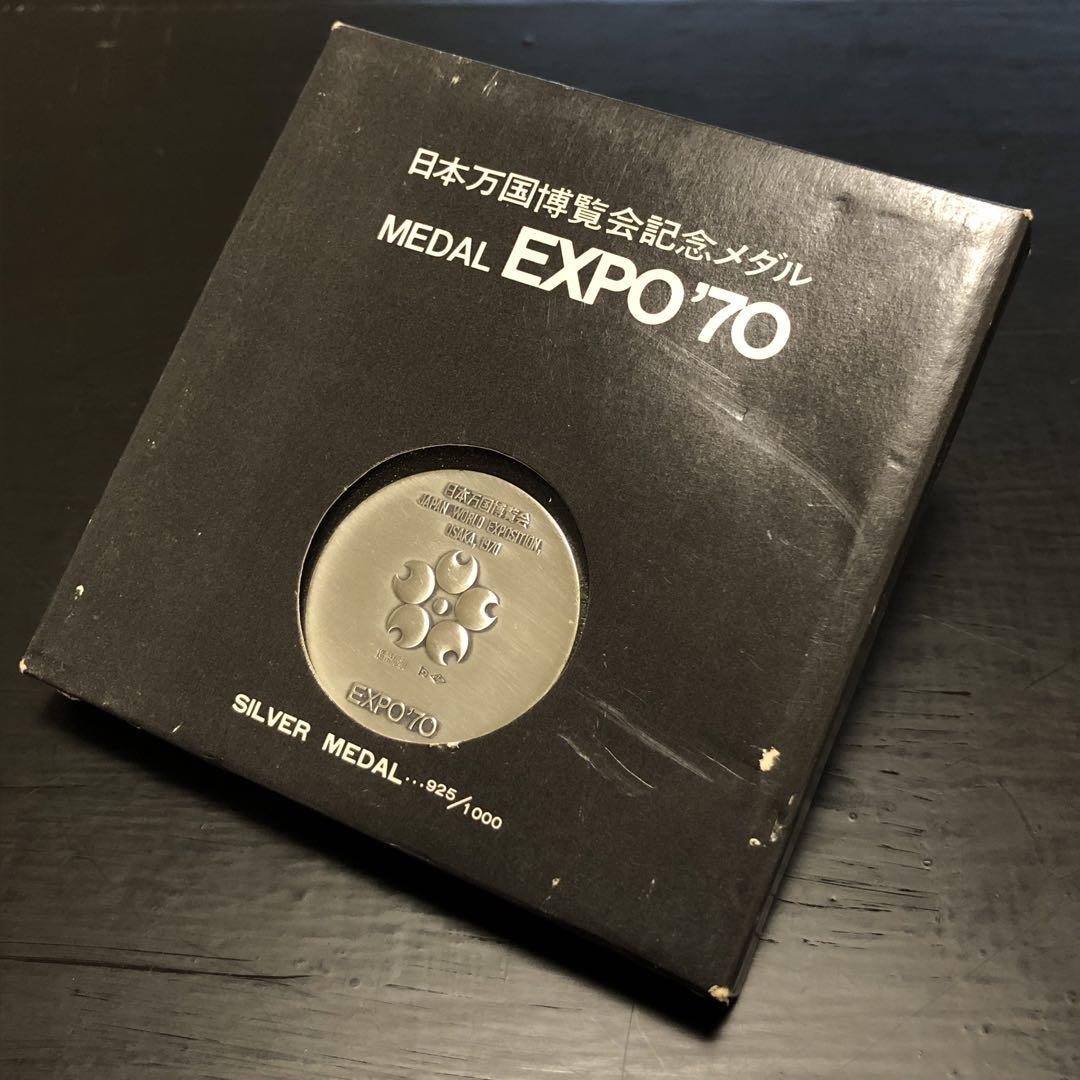 日本万国博覧会記念メダル
MEDAL EXPO'70
日本万国博覧会
JAPAN WORLD EXPOSITION,
OSAKA, 1970
EXPO'70
SILVER MEDAL...925/1000